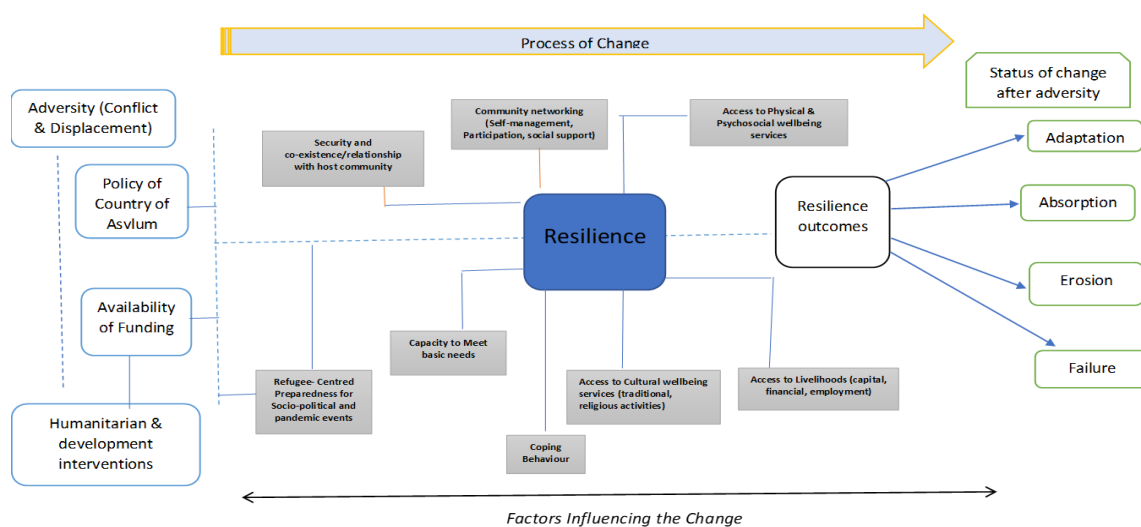 Process of Change
Status of change
after adversity
Adversity (Conflict
& Displacement)
Policy of
Country of
Asylum
Availability
of Funding
Humanitarian &
development
interventions
Security and
co-existence/relationship
with host community
Community networking
(Self-management,
Participation, social support)
Access to Physical &
Psychosocial wellbeing
services
Resilience
Capacity to Meet
basic needs
Refugee- Centred
Preparedness for
Socio-political and
pandemic events
Coping
Behaviour
Access to Cultural wellbeing
services (traditional,
religious activities)
Access to Livelihoods (capital,
financial, employment)
Resilience
outcomes
Adaptation
Absorption
Erosion
Failure
Factors Influencing the Change